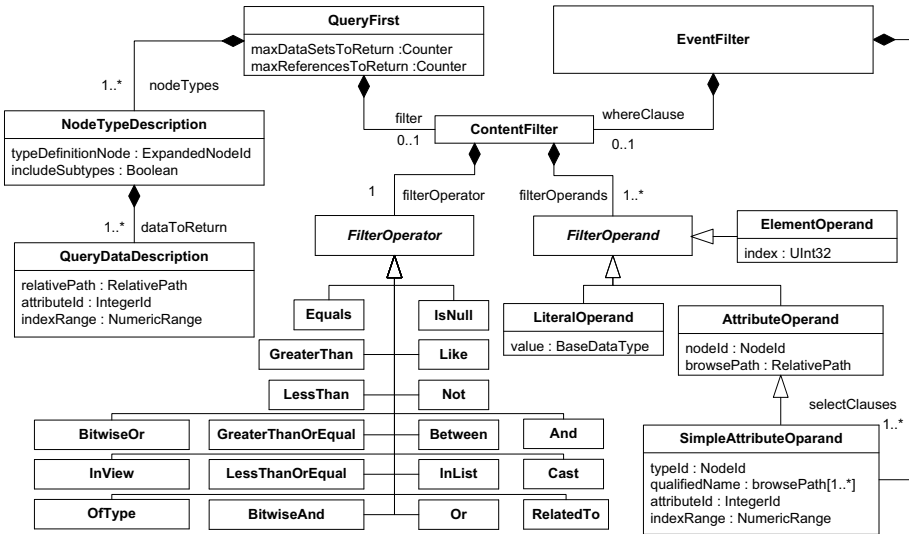 QueryFirst
maxDataSetsToReturn :Counter
maxReferencesToReturn :Counter
EventFilter
1..*
nodeTypes
NodeTypeDescription
typeDefinitionNode : ExpandedNodeId
includeSubtypes : Boolean
filter
0..1
ContentFilter
whereClause
0..1
1
filterOperator
filterOperands
1..*
1..*
dataToReturn
QueryDataDescription
relativePath : RelativePath
attributeId : IntegerId
indexRange : NumericRange
FilterOperator
FilterOperand
ElementOperand
index : UInt32
Equals
IsNull
LiteralOperand
value : BaseDataType
AttributeOperand
nodeId : NodeId
browsePath : RelativePath
GreaterThan
Like
LessThan
Not
selectClauses
1..*
BitwiseOr
GreaterThanOrEqual
Between
And
SimpleAttributeOparand
typeId : NodeId
qualifiedName : browsePath[1..*]
attributeId : IntegerId
indexRange : NumericRange
InView
LessThanOrEqual
InList
Cast
OfType
BitwiseAnd
Or
RelatedTo